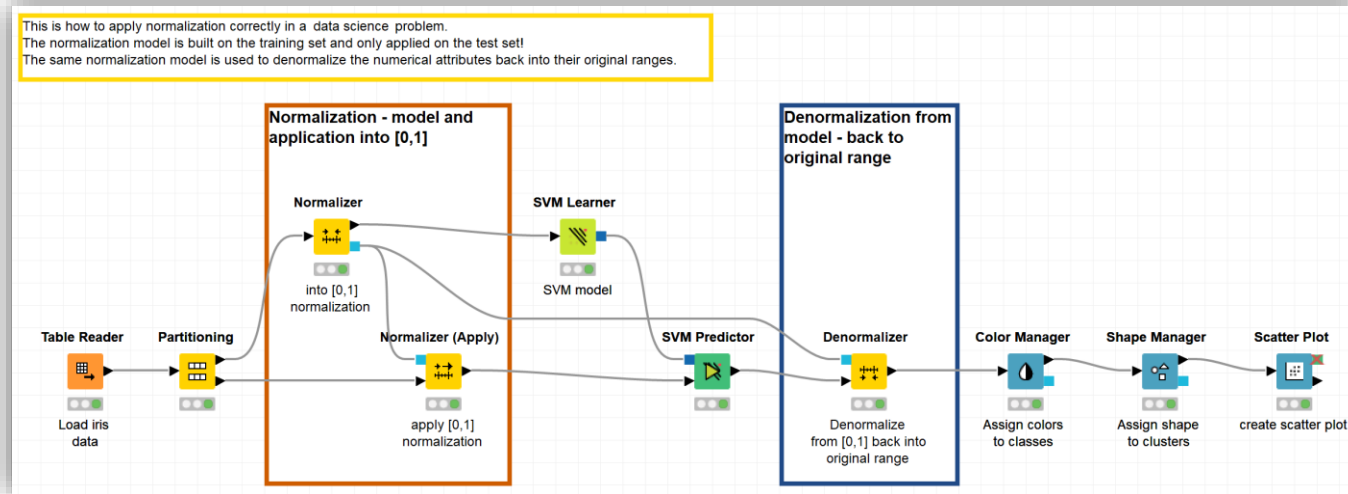 This is how to apply normalization correctly in a data science problem.
The normalization model is built on the training set and only applied on the test set!
The same normalization model is used to denormalize the numerical attributes back into their original ranges.
Normalization - model and
application into [0,1]
Denormalization from
model - back to
original range
Normalizer
into [0,1]
normalization
SVM Learner
SVM model
Table Reader
Load iris
data
Partitioning
Normalizer (Apply)
apply [0,1]
normalization
SVM Predictor
Denormalizer
Denormalize
from [0,1] back into
original range
Color Manager
Assign colors
to classes
Shape Manager
Assign shape
to clusters
Scatter Plot
create scatter plot